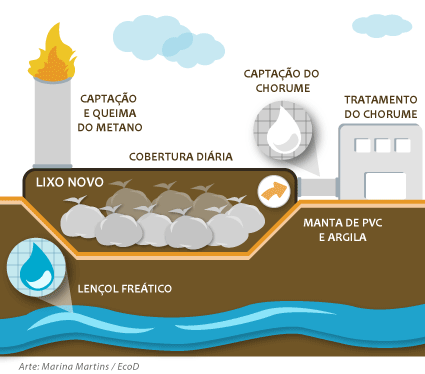 CAPTAÇÃO
E QUEIMA
DO METANO
CAPTAÇÃO DO
CHORUME
TRATAMENTO
DO CHORUME
COBERTURA DIÁRIA
LIXO NOVO
MANTA DE PVC
E ARGILA
LENÇOL FREÁTICO
Arte: Marina Martins / EcoD